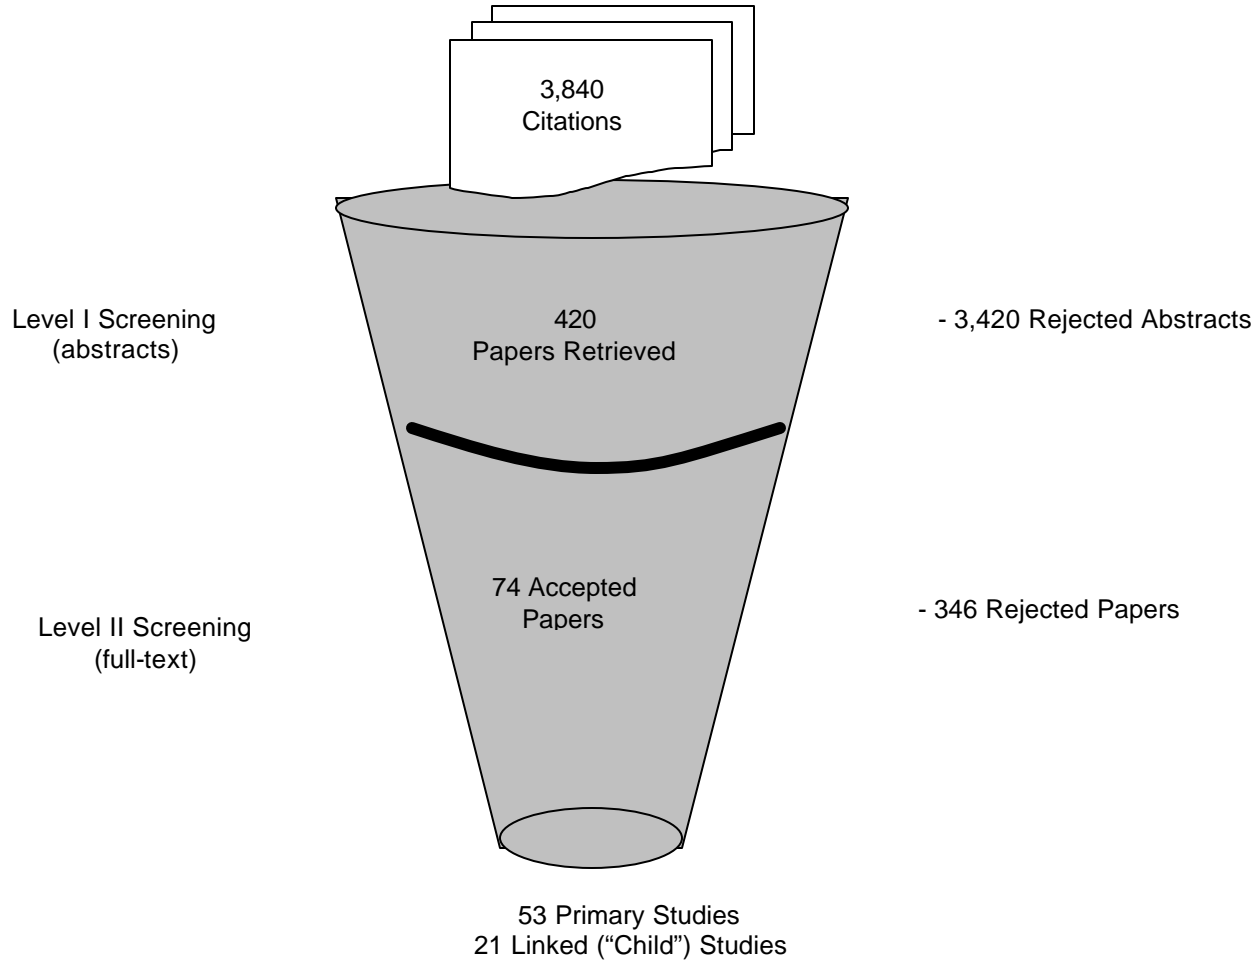 3,840
Citations
Level I Screening
(abstracts)
420
Papers Retrieved
- 3,420 Rejected Abstracts
74 Accepted
Papers
Level II Screening
(full-text)
- 346 Rejected Papers
53 Primary Studies
21 Linked (“Child”) Studies